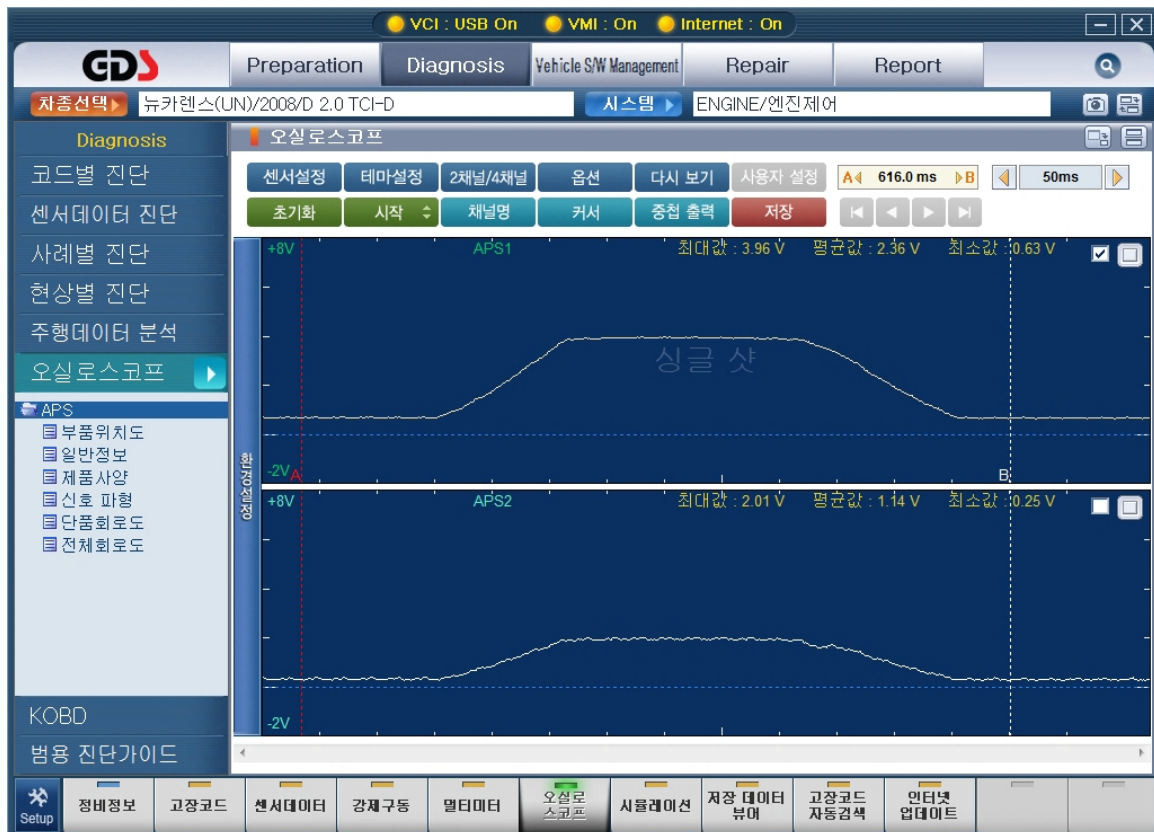 VCI : USB On VMI : On Internet : On
GDS Preparation Diagnosis Vehicle S/W Management Repair Report
차종선택 뉴카렌스(UN)/2008/D 2.0 TCI-D 시스템 ENGINE/엔진제어
Diagnosis
코드별 진단
센서데이터 진단
사례별 진단
현상별 진단
주행데이터 분석
오실로스코프
APS
부품위치도
일반정보
제품사양
신호 파형
단품회로도
전체회로도
KOBD
범용 진단가이드
오실로스코프
센서설정 테마설정 2채널/4채널 옵션 다시 보기 사용자 설정 A 616.0 ms B 50ms
초기화 시작 채널명 커서 중첩 출력 저장
환경설정
+8V APS1 최대값 : 3.96 V 평균값 : 2.36 V 최소값 : 0.63 V
싱글 샷
-2V A B
+8V APS2 최대값 : 2.01 V 평균값 : 1.14 V 최소값 : 0.25 V
-2V
Setup 정비정보 고장코드 센서데이터 강제구동 멀티미터 오실로 스코프 시뮬레이션 저장 데이터 뷰어 고장코드 자동검색 인터넷 업데이트